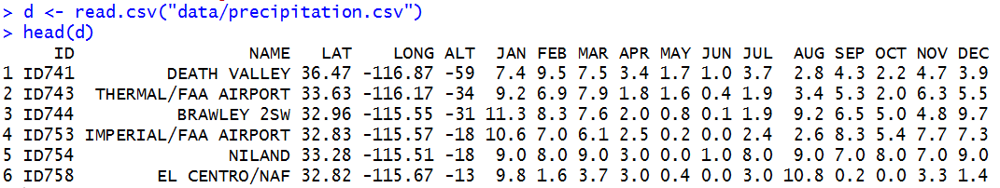 > d <- read.csv("data/precipitation.csv")
> head(d)
     ID                 NAME   LAT    LONG ALT  JAN FEB MAR APR MAY JUN JUL  AUG SEP OCT NOV DEC
1 ID741         DEATH VALLEY 36.47 -116.87 -59  7.4 9.5 7.5 3.4 1.7 1.0 3.7  2.8 4.3 2.2 4.7 3.9
2 ID743  THERMAL/FAA AIRPORT 33.63 -116.17 -34  9.2 6.9 7.9 1.8 1.6 0.4 1.9  3.4 5.3 2.0 6.3 5.5
3 ID744          BRAWLEY 2SW 32.96 -115.55 -31 11.3 8.3 7.6 2.0 0.8 0.1 1.9  9.2 6.5 5.0 4.8 9.7
4 ID753 IMPERIAL/FAA AIRPORT 32.83 -115.57 -18 10.6 7.0 6.1 2.5 0.2 0.0 2.4  2.6 8.3 5.4 7.7 7.3
5 ID754               NILAND 33.28 -115.51 -18  9.0 8.0 9.0 3.0 0.0 1.0 8.0  9.0 7.0 8.0 7.0 9.0
6 ID758        EL CENTRO/NAF 32.82 -115.67 -13  9.8 1.6 3.7 3.0 0.4 0.0 3.0 10.8 0.2 0.0 3.3 1.4